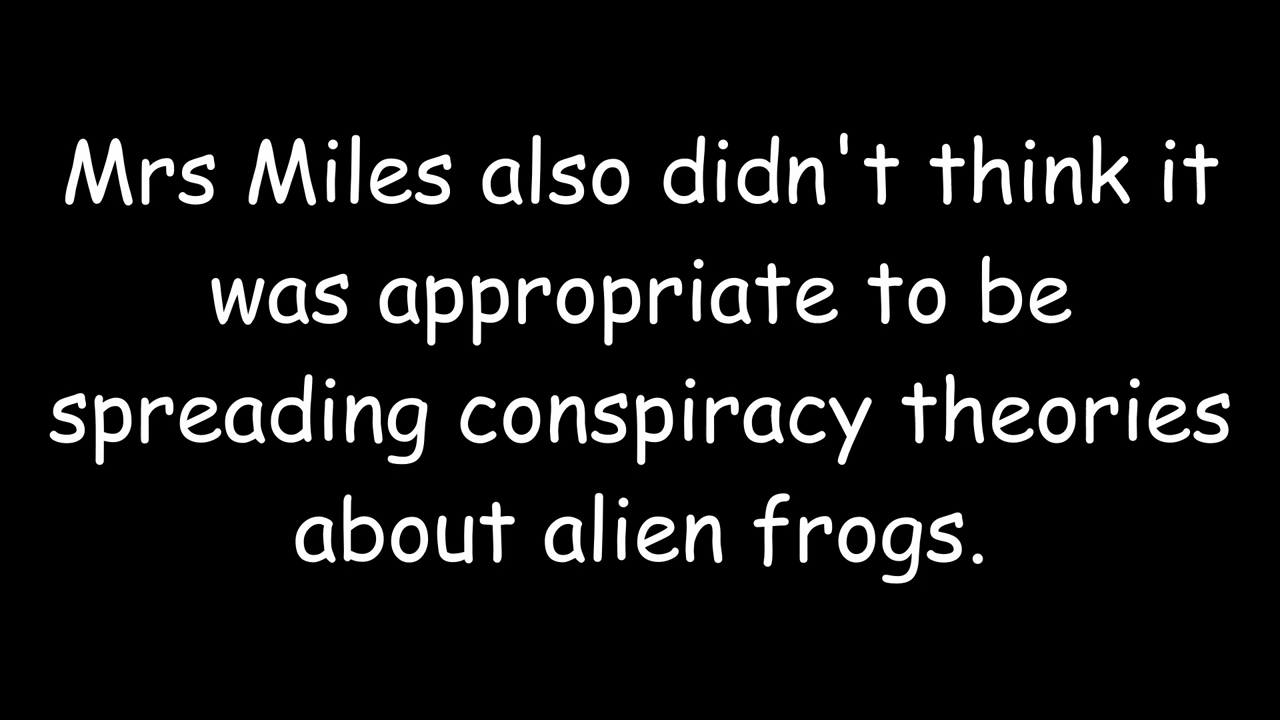 Mrs Miles also didn't think it
was appropriate to be
spreading conspiracy theories
about alien frogs.